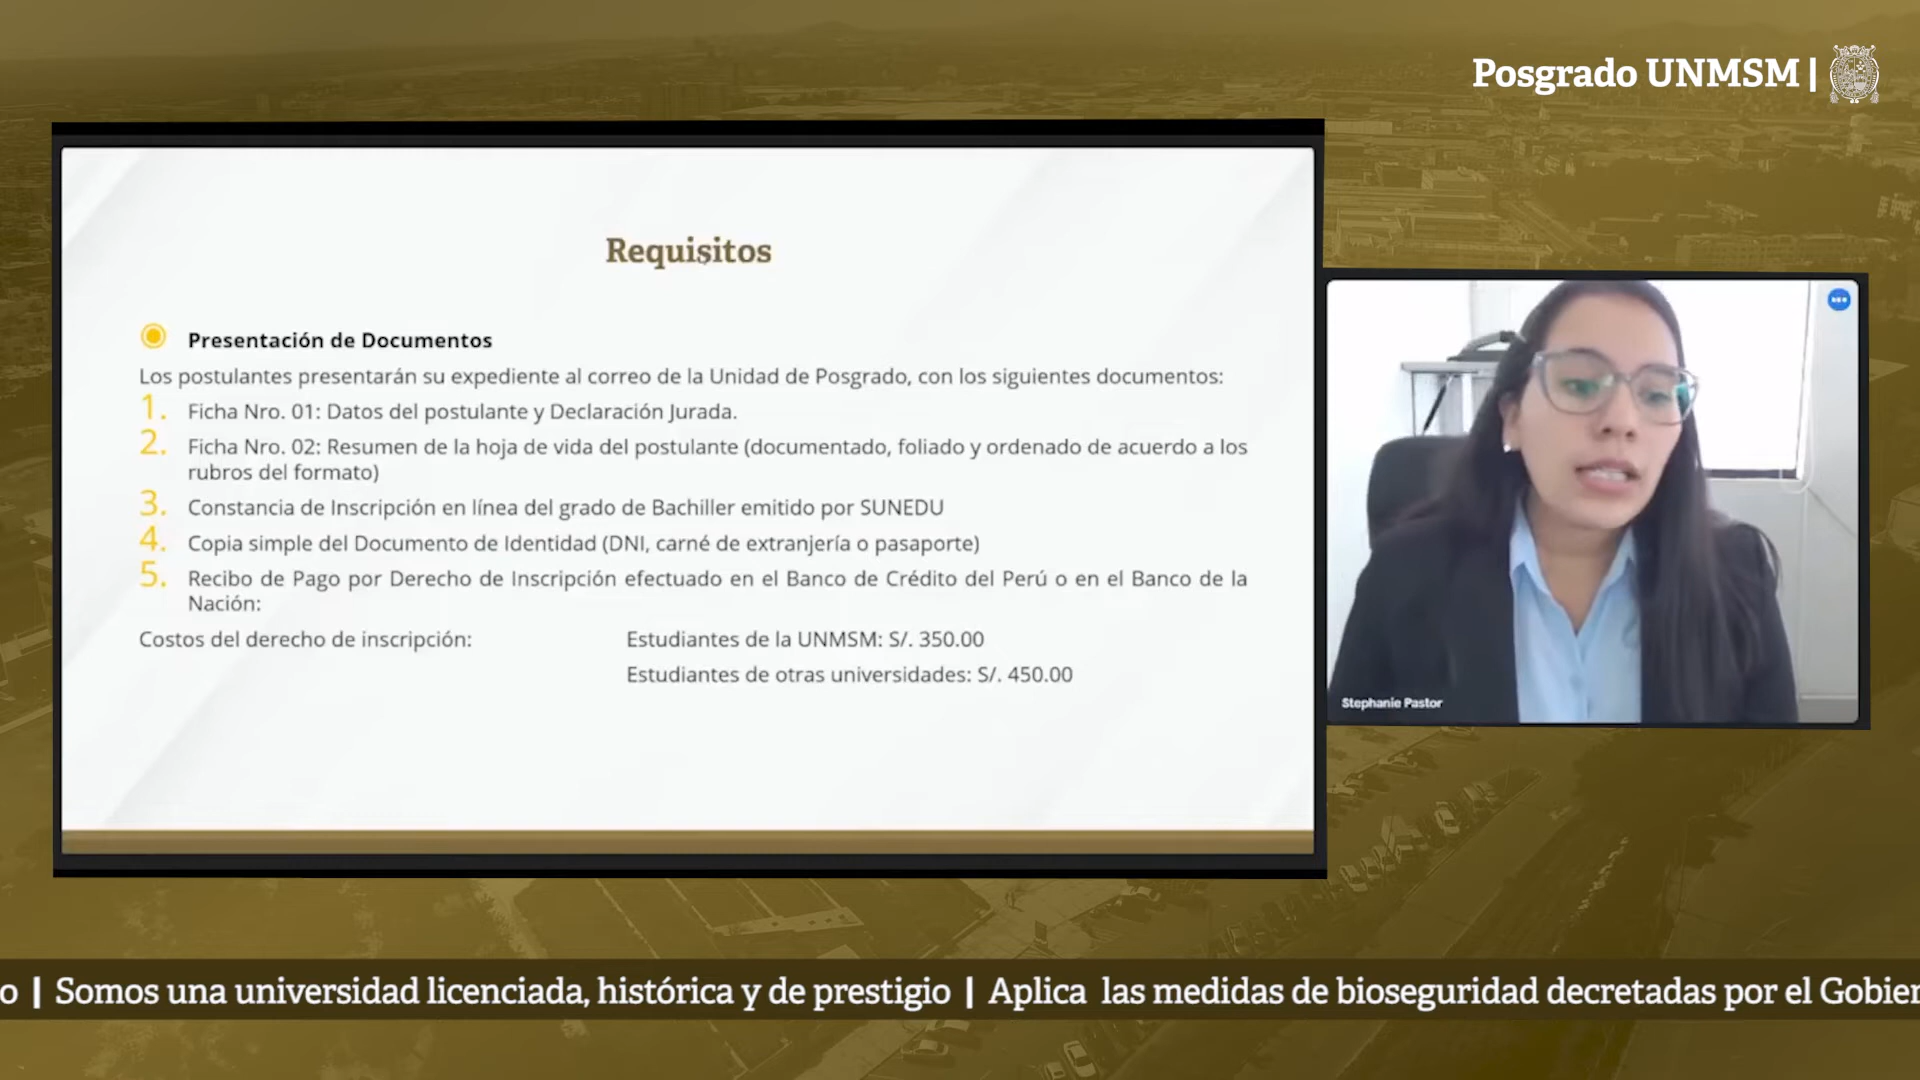 Posgrado UNMSM |
Requisitos
Presentación de Documentos
Los postulantes presentarán su expediente al correo de la Unidad de Posgrado, con los siguientes documentos:
1. Ficha Nro. 01: Datos del postulante y Declaración Jurada.
2. Ficha Nro. 02: Resumen de la hoja de vida del postulante (documentado, foliado y ordenado de acuerdo a los
rubros del formato)
3. Constancia de Inscripción en línea del grado de Bachiller emitido por SUNEDU
4. Copia simple del Documento de Identidad (DNI, carné de extranjería o pasaporte)
5. Recibo de Pago por Derecho de Inscripción efectuado en el Banco de Crédito del Perú o en el Banco de la
Nación:
Costos del derecho de inscripción: Estudiantes de la UNMSM: S/. 350.00
Estudiantes de otras universidades: S/. 450.00
Stephanie Pastor
o | Somos una universidad licenciada, histórica y de prestigio | Aplica las medidas de bioseguridad decretadas por el Gobier